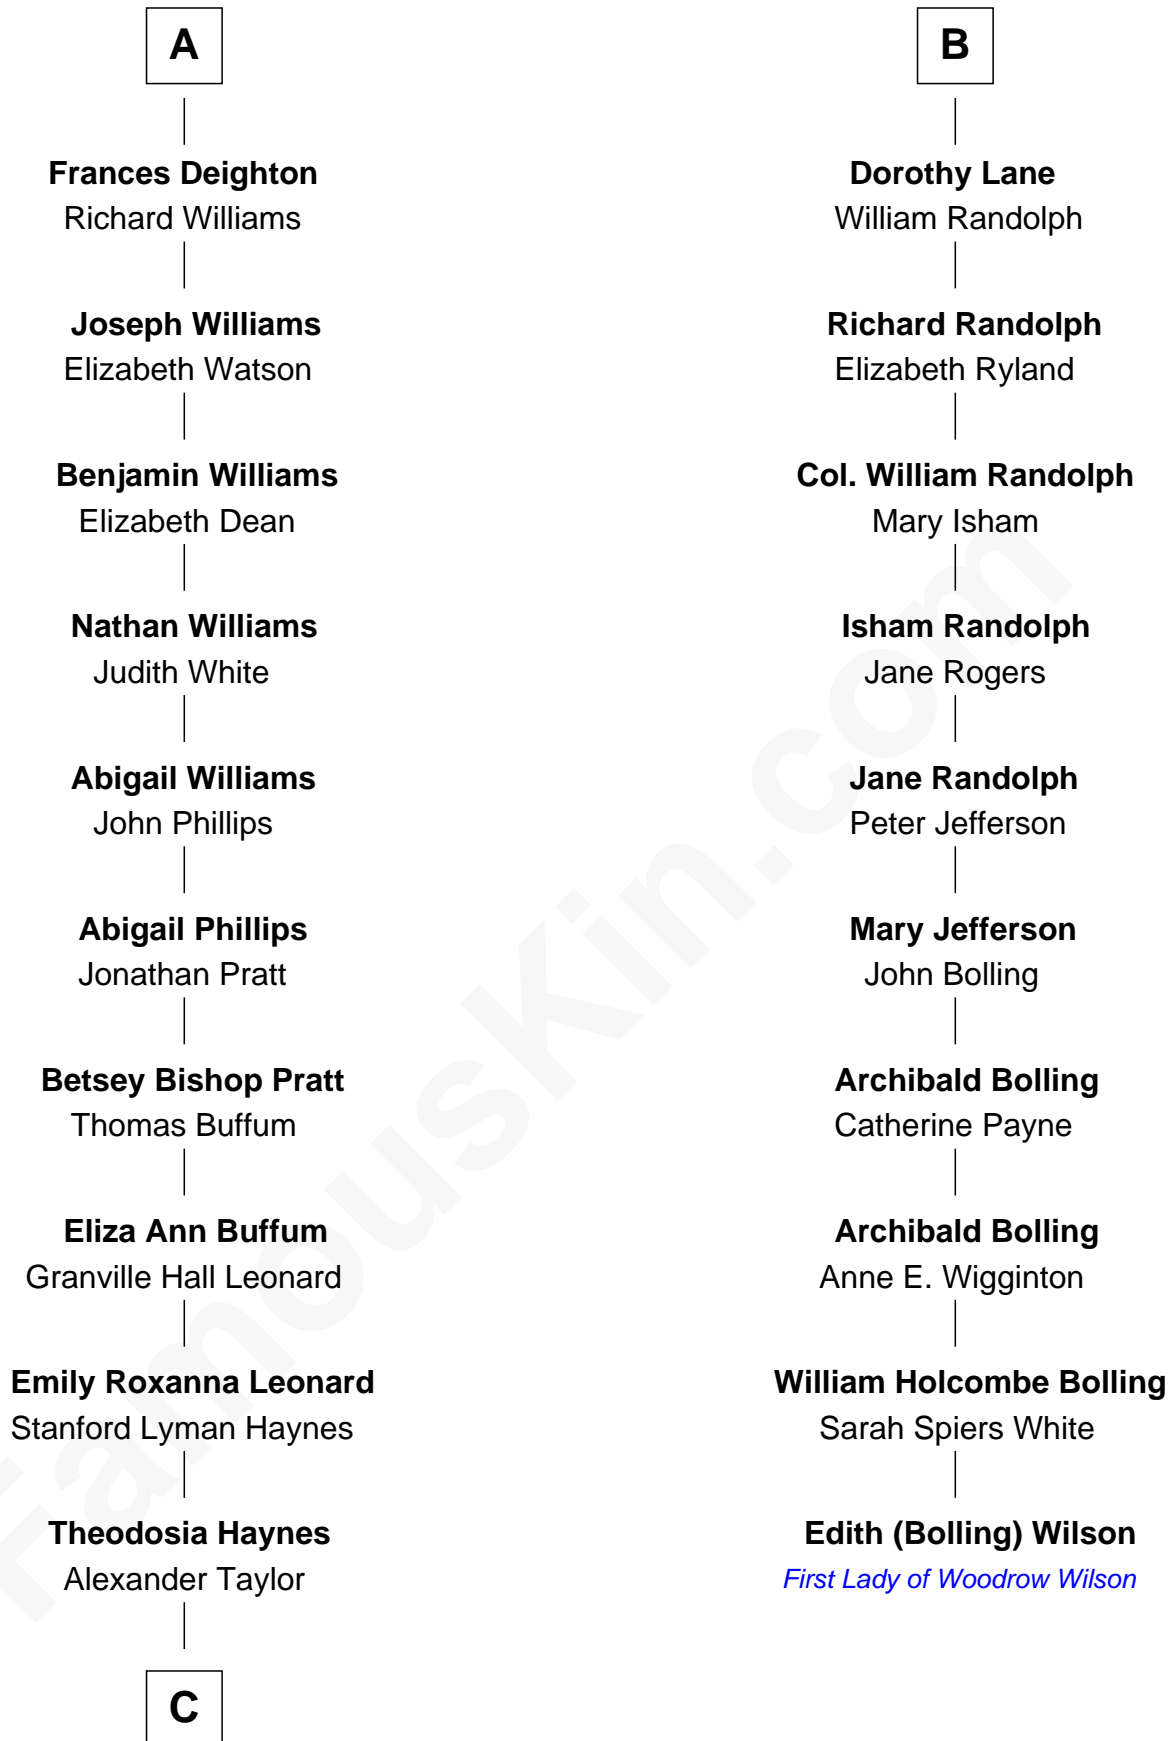 A
Frances Deighton
Richard Williams
Joseph Williams
Elizabeth Watson
Benjamin Williams
Elizabeth Dean
Nathan Williams
Judith White
Abigail Williams
John Phillips
Abigail Phillips
Jonathan Pratt
Betsey Bishop Pratt
Thomas Buffum
Eliza Ann Buffum
Granville Hall Leonard
Emily Roxanna Leonard
Stanford Lyman Haynes
Theodosia Haynes
Alexander Taylor
C
B
Dorothy Lane
William Randolph
Richard Randolph
Elizabeth Ryland
Col. William Randolph
Mary Isham
Isham Randolph
Jane Rogers
Jane Randolph
Peter Jefferson
Mary Jefferson
John Bolling
Archibald Bolling
Catherine Payne
Archibald Bolling
Anne E. Wigginton
William Holcombe Bolling
Sarah Spiers White
Edith (Bolling) Wilson
First Lady of Woodrow Wilson
FamousKin.com